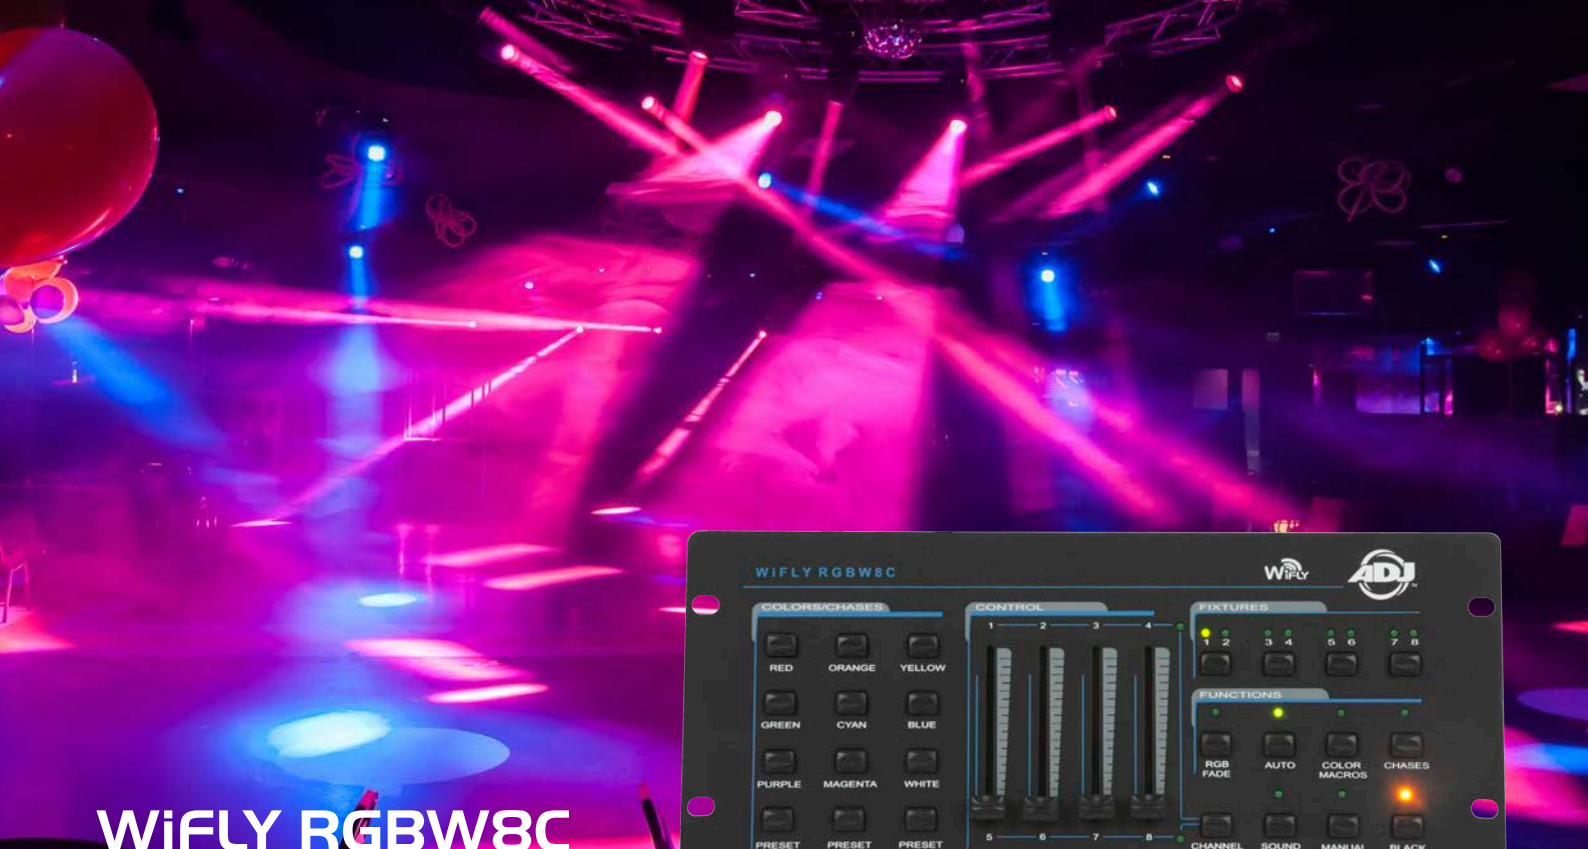 WiFLY RGBW8C
WiFLY
ADJ
COLORS/CHASES
CONTROL
FIXTURES
1 2 3 4
1 2 3 4 5 6 7 8
RED ORANGE YELLOW
FUNCTIONS
GREEN CYAN BLUE
RGB FADE
AUTO
COLOR MACROS
CHASES
PURPLE MAGENTA WHITE
5 6 7 8
PRESET PRESET PRESET
CHANNEL SOUND MANUAL BLACK
WiFLY RGBW8C